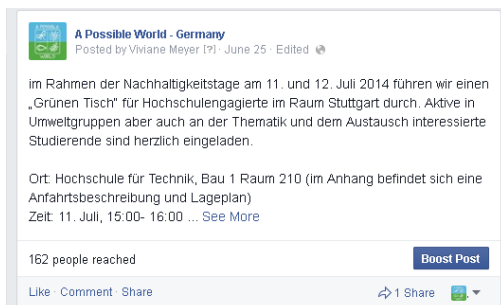 A Possible World - Germany
Posted by Viviane Meyer [?] · June 25 · Edited
im Rahmen der Nachhaltigkeitstage am 11. und 12. Juli 2014 führen wir einen
„Grünen Tisch" für Hochschulengagierte im Raum Stuttgart durch. Aktive in
Umweltgruppen aber auch an der Thematik und dem Austausch interessierte
Studierende sind herzlich eingeladen.
Ort: Hochschule für Technik, Bau 1 Raum 210 (im Anhang befindet sich eine
Anfahrtsbeschreibung und Lageplan)
Zeit: 11. Juli, 15:00- 16:00 ... See More
162 people reached
Boost Post
Like · Comment · Share
1 Share